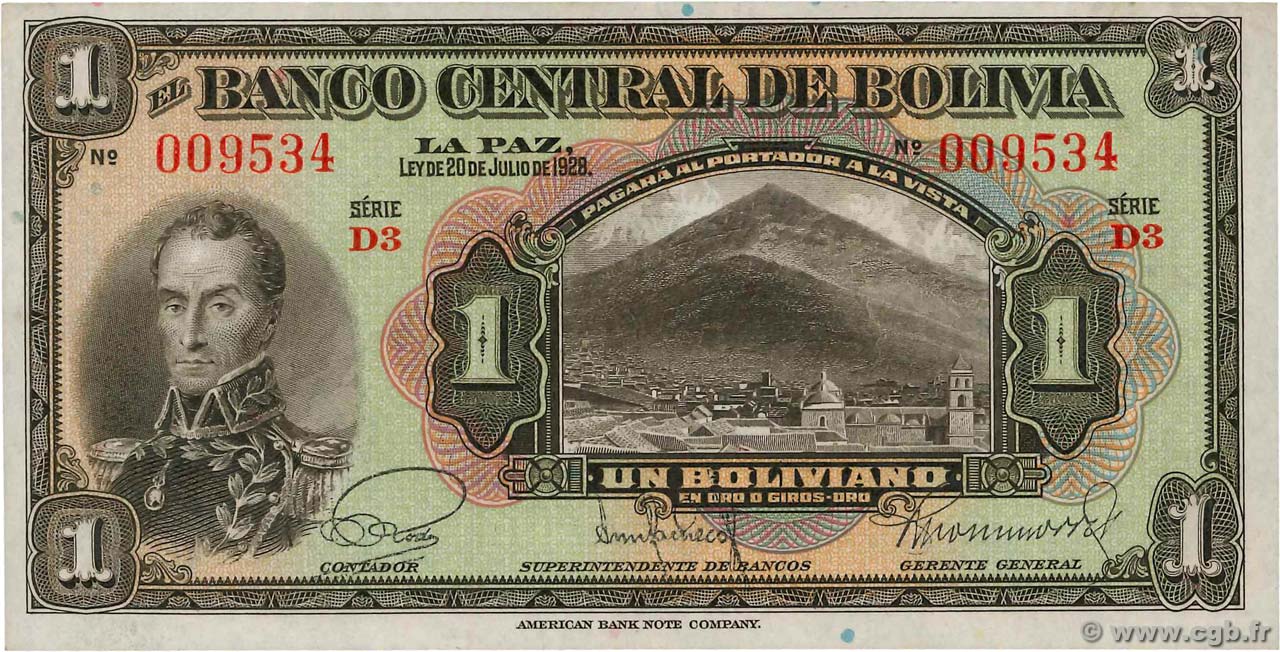 1 1
EL BANCO CENTRAL DE BOLIVIA
Nº 009534 LA PAZ, Nº 009534
LEY DE 20 DE JULIO DE 1928.
PAGARÁ AL PORTADOR A LA VISTA
SÉRIE SÉRIE
D3 D3
1 1
UN BOLIVIANO
EN ORO O GIROS-ORO
1 1
CONTADOR SUPERINTENDENTE DE BANCOS GERENTE GENERAL
AMERICAN BANK NOTE COMPANY.
© www.cgb.fr